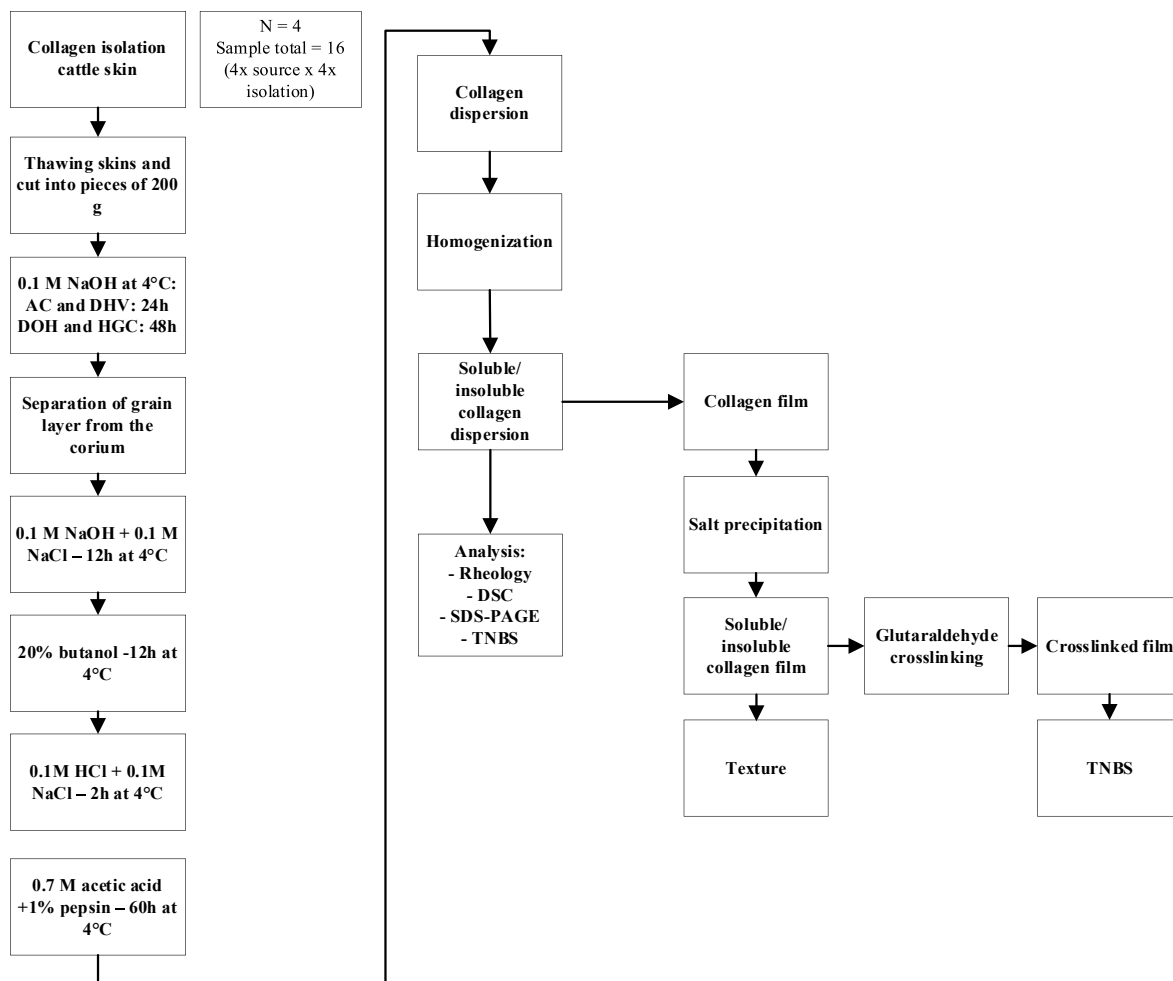 Collagen isolation
cattle skin
N = 4
Sample total = 16
(4x source x 4x
isolation)
Thawing skins and
cut into pieces of 200
g
0.1 M NaOH at 4°C:
AC and DHV: 24h
DOH and HGC: 48h
Separation of grain
layer from the
corium
0.1 M NaOH + 0.1 M
NaCl – 12h at 4°C
20% butanol -12h at
4°C
0.1M HCl + 0.1M
NaCl – 2h at 4°C
0.7 M acetic acid
+1% pepsin – 60h at
4°C
Collagen
dispersion
Homogenization
Soluble/
insoluble
collagen
dispersion
Analysis:
- Rheology
- DSC
- SDS-PAGE
- TNBS
Collagen film
Salt precipitation
Soluble/
insoluble
collagen film
Texture
Glutaraldehyde
crosslinking
Crosslinked film
TNBS